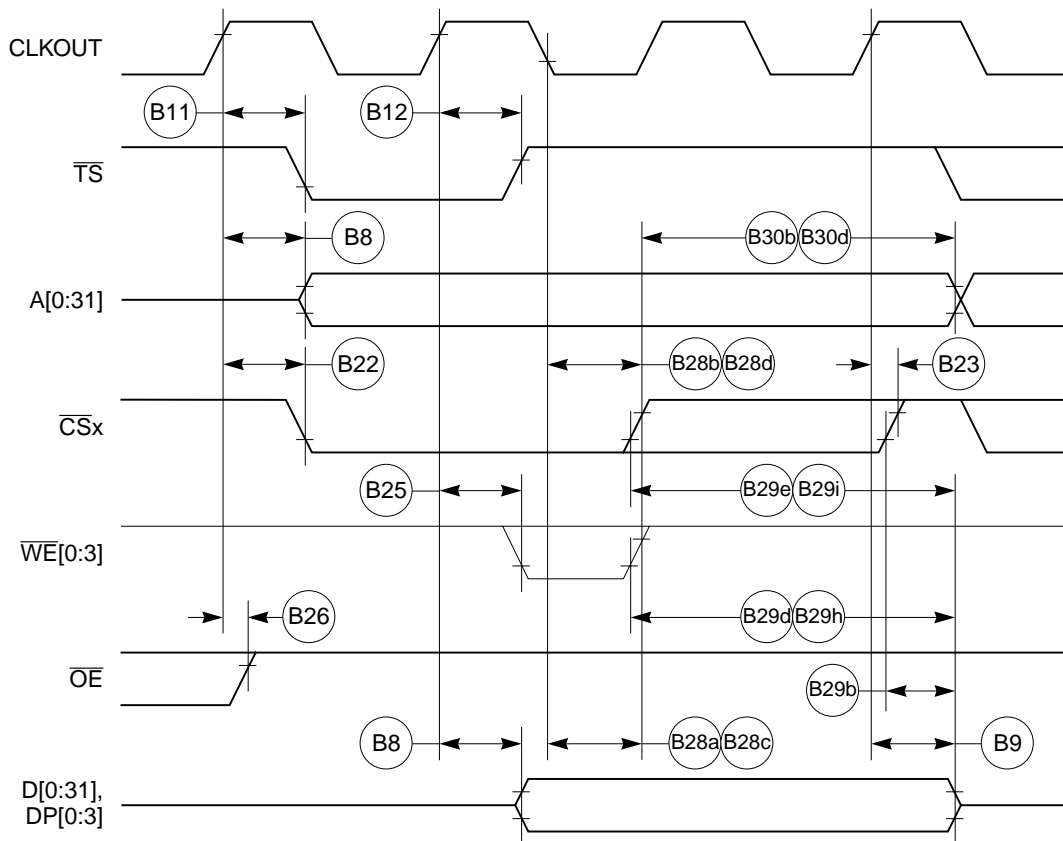 CLKOUT
B11
B12
TS
B8
B30b B30d
A[0:31]
B22
B28b B28d
B23
CSx
B25
B29e B29i
WE[0:3]
B26
B29d B29h
OE
B29b
B8
B28a B28c
B9
D[0:31],
DP[0:3]